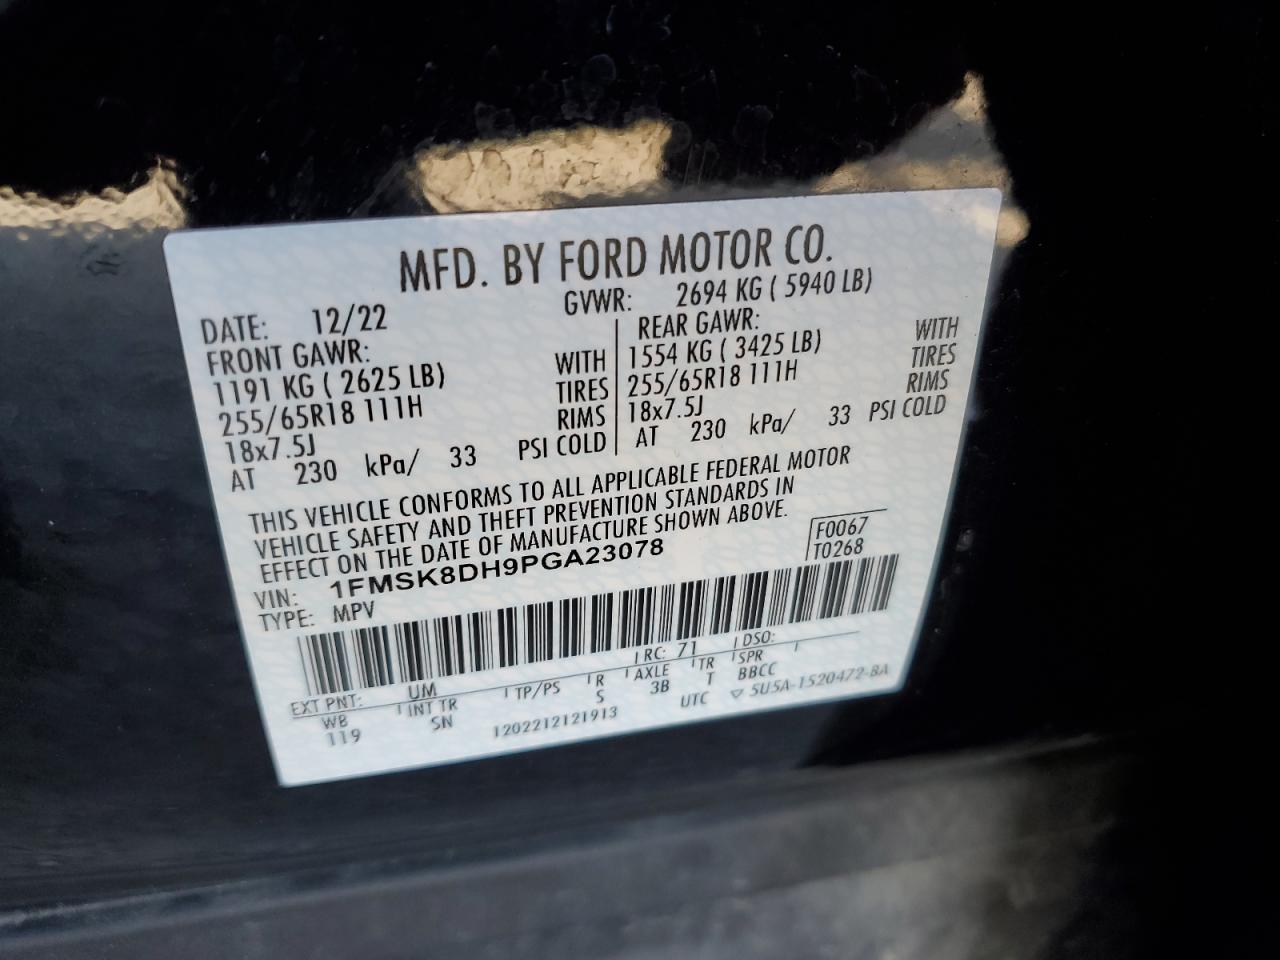 MFD. BY FORD MOTOR CO.
DATE: 12/22 GVWR: 2694 KG ( 5940 LB)
FRONT GAWR: REAR GAWR:
1191 KG ( 2625 LB) WITH 1554 KG ( 3425 LB) WITH
255/65R18 111H TIRES 255/65R18 111H TIRES
18x7.5J RIMS 18x7.5J RIMS
AT 230 kPa/ 33 PSI COLD AT 230 kPa/ 33 PSI COLD
THIS VEHICLE CONFORMS TO ALL APPLICABLE FEDERAL MOTOR
VEHICLE SAFETY AND THEFT PREVENTION STANDARDS IN
EFFECT ON THE DATE OF MANUFACTURE SHOWN ABOVE.
VIN: 1FMSK8DH9PGA23078 F0067
TYPE: MPV T0268
EXT PNT: UM RC: 71 DSO:
WB INT TR TP/PS R AXLE TR SPR
119 SN S 3B T BBCC
1202212121913 UTC ▽ 5U5A-1520472-BA